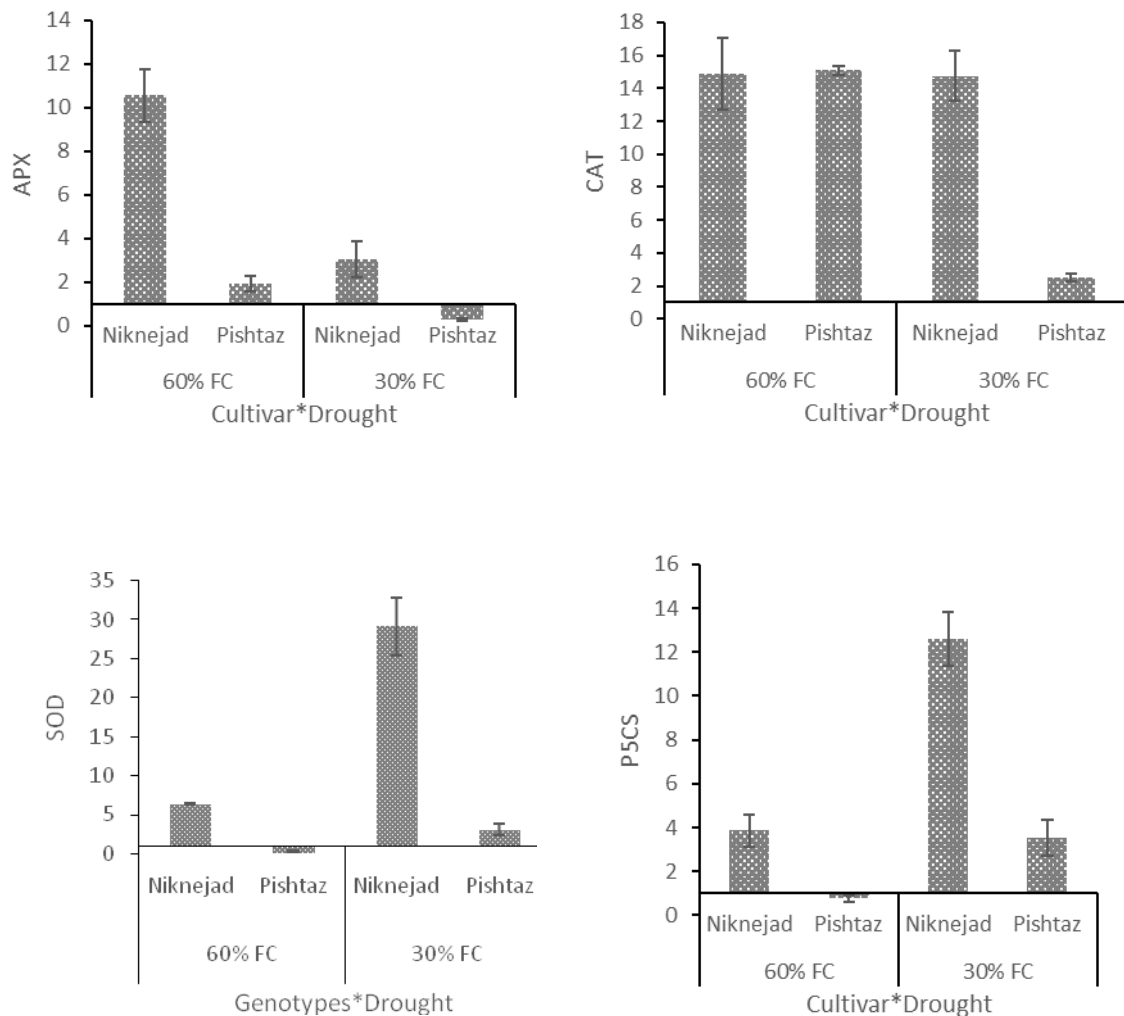 APX
14
12
10
8
6
4
2
0
Niknejad Pishtaz Niknejad Pishtaz
60% FC 30% FC
Cultivar*Drought
CAT
18
16
14
12
10
8
6
4
2
0
Niknejad Pishtaz Niknejad Pishtaz
60% FC 30% FC
Cultivar*Drought
SOD
35
30
25
20
15
10
5
0
Niknejad Pishtaz Niknejad Pishtaz
60% FC 30% FC
Genotypes*Drought
P5CS
16
14
12
10
8
6
4
2
0
Niknejad Pishtaz Niknejad Pishtaz
60% FC 30% FC
Cultivar*Drought